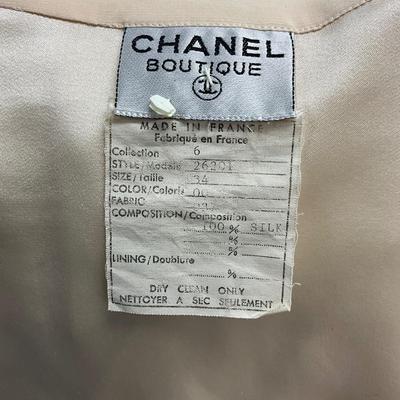 CHANEL
BOUTIQUE
MADE IN FRANCE
Fabriqué en France
Collection 6
STYLE/Modèle 26201
SIZE/Taille 34
COLOR/Coloris 00
FABRIC
COMPOSITION/Composition
100 % SILK
%
%
LINING/Doublure
%
DRY CLEAN ONLY
NETTOYER A SEC SEULEMENT